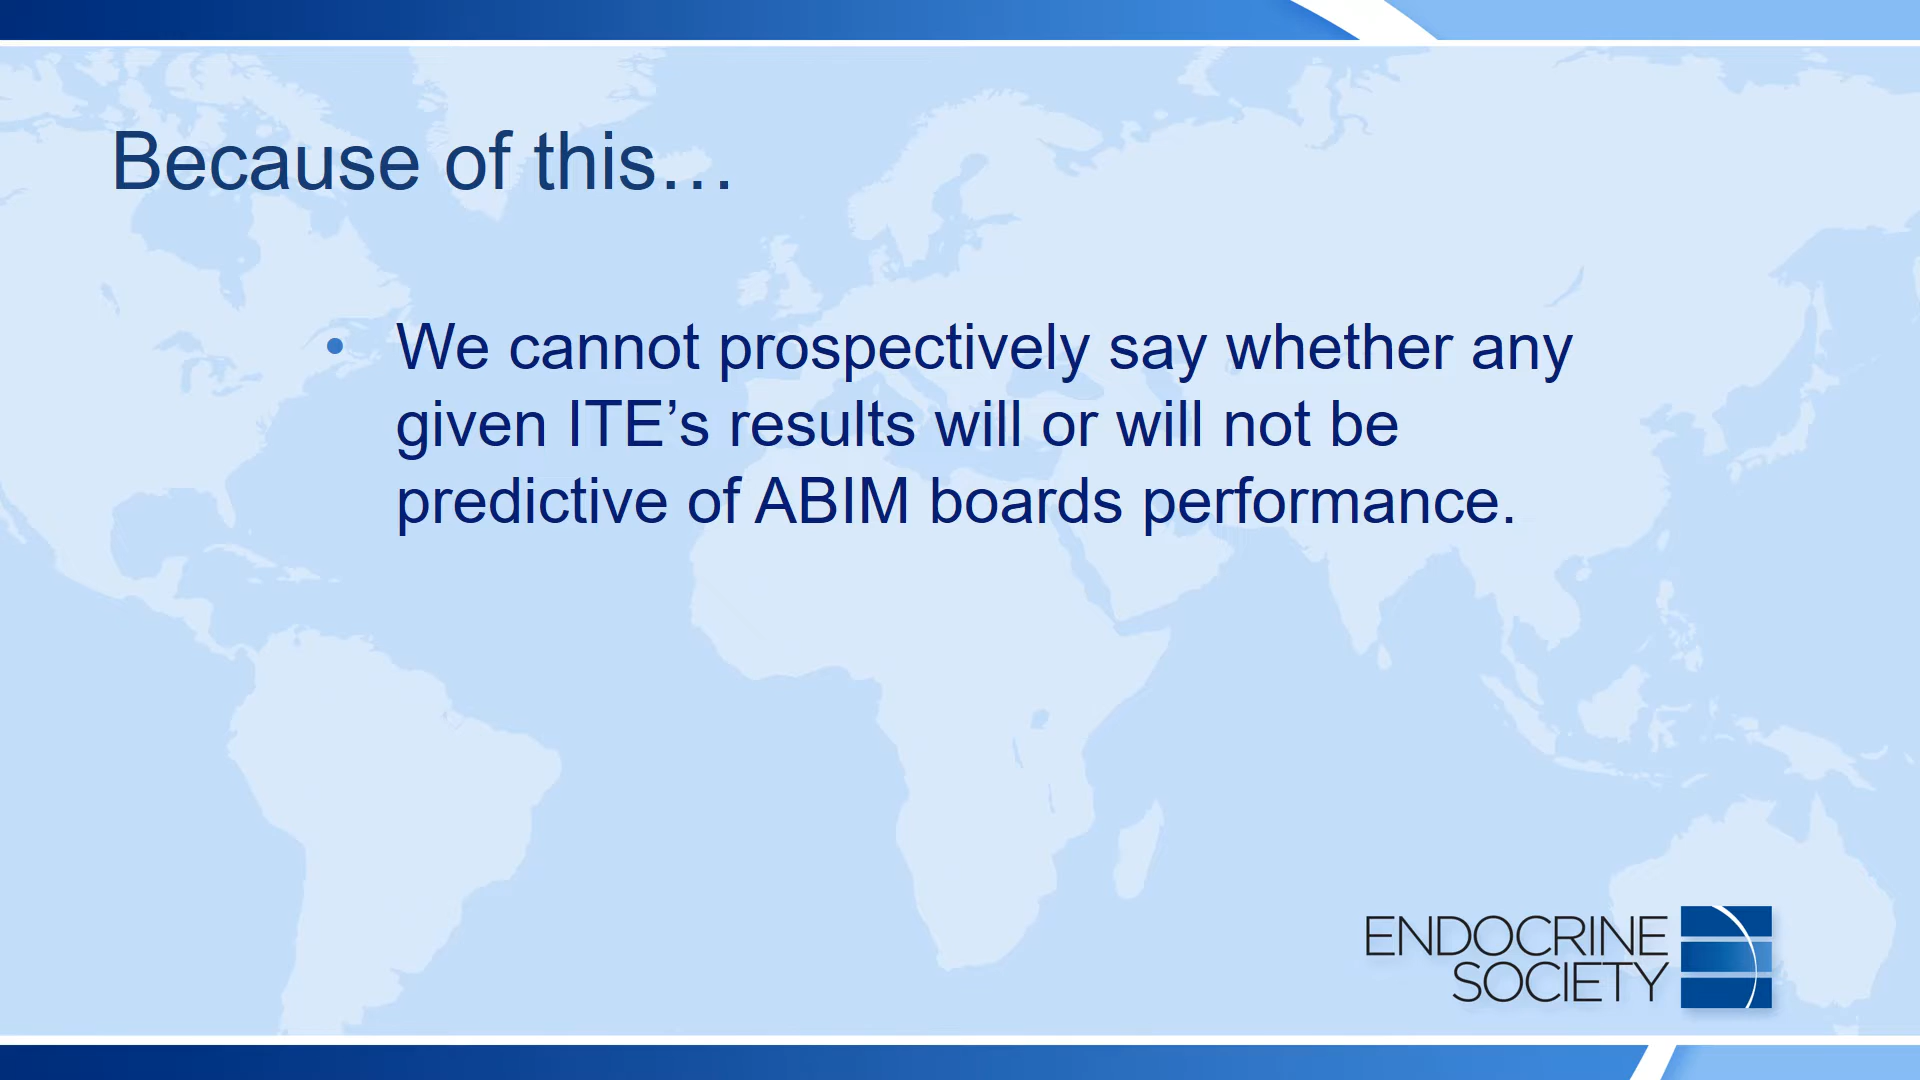 Because of this…
• We cannot prospectively say whether any
given ITE’s results will or will not be
predictive of ABIM boards performance.
ENDOCRINE
SOCIETY